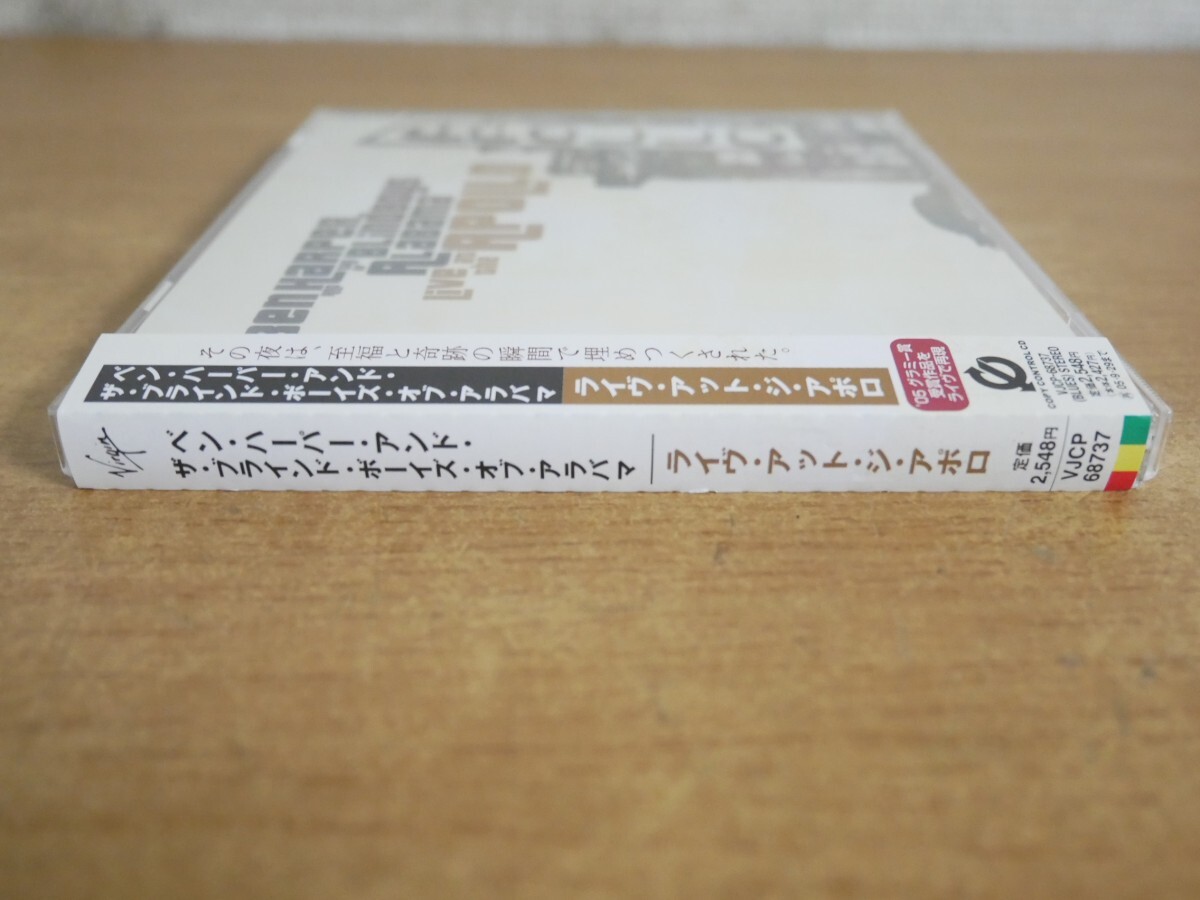 BEN HARPER
BLIND BOYS
ALABAMA
Live at the APOLLO
その夜は、至福と奇跡の瞬間で埋めつくされた。
ベン・ハーパー・アンド・
ザ・ブラインド・ボーイズ・オブ・アラバマ
ライヴ・アット・ジ・アポロ
'05 グラミー賞
受賞作品を
ライヴで再現
COPY CONTROL CD
VJCP-68737
STEREO
Virgin
ベン・ハーパー・アンド・
ザ・ブラインド・ボーイズ・オブ・アラバマ
ライヴ・アット・ジ・アポロ
定価
2,548円
VJCP
68737